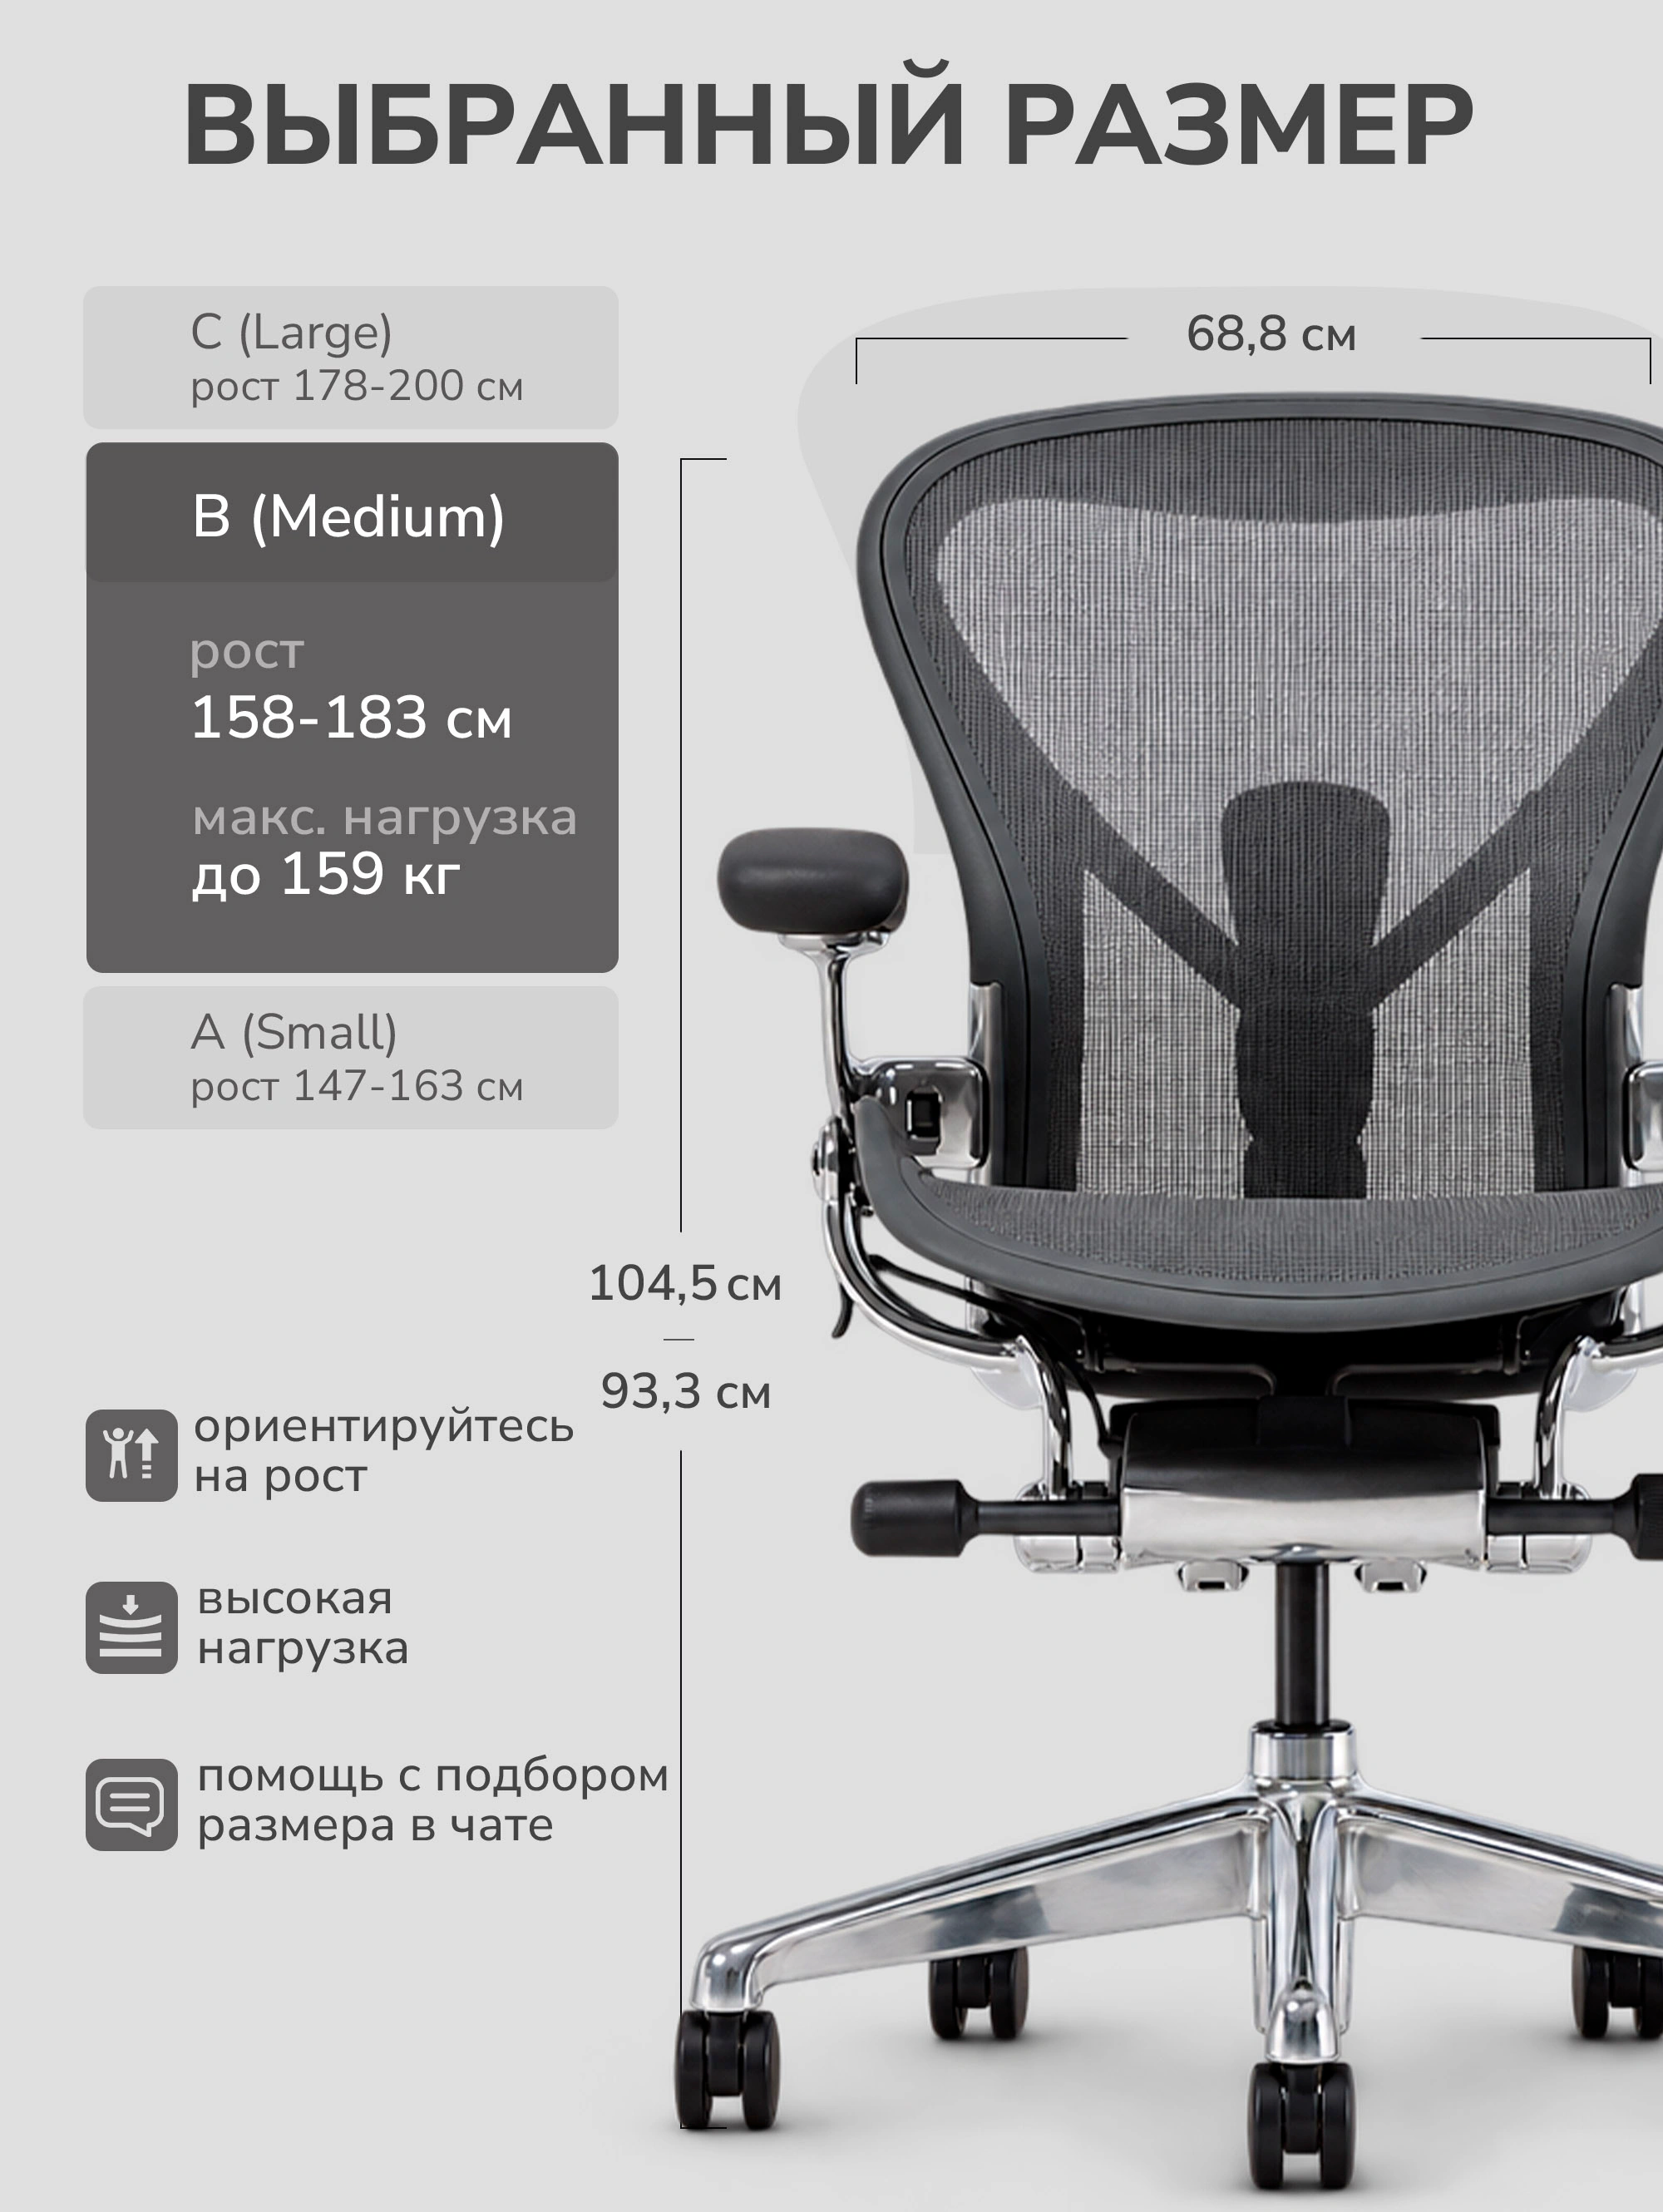 ВЫБРАННЫЙ РАЗМЕР
C (Large)
рост 178-200 см
B (Medium)
рост
158-183 см
макс. нагрузка
до 159 кг
A (Small)
рост 147-163 см
68,8 см
104,5 см
—
93,3 см
ориентируйтесь
на рост
высокая
нагрузка
помощь с подбором
размера в чате